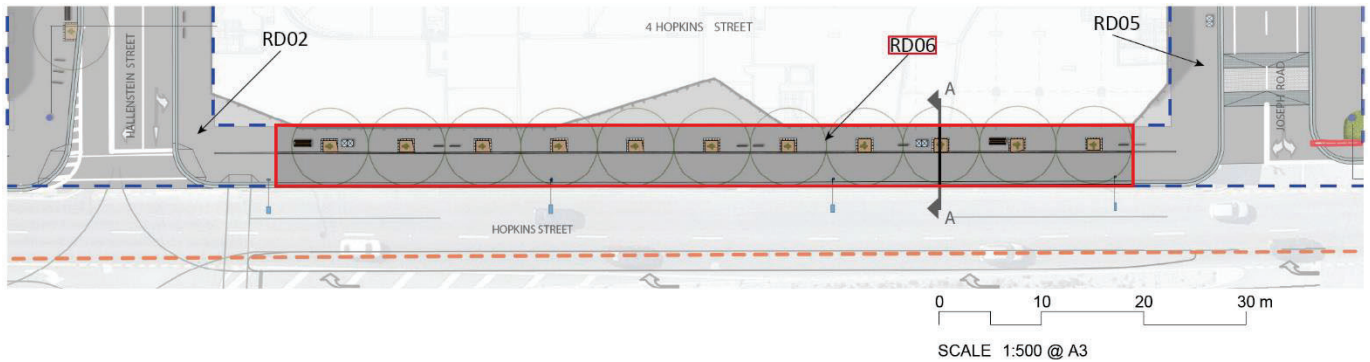 RD02
4 HOPKINS STREET
RD06
RD05
HALLENSTEIN STREET
JOSEPH ROAD
A
A
HOPKINS STREET
0 10 20 30 m
SCALE 1:500 @ A3